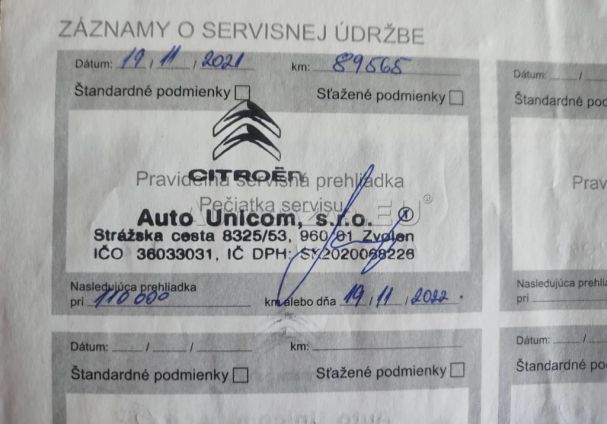 ZÁZNAMY O SERVISNEJ ÚDRŽBE
Dátum: 19 / 11 / 2021 km: 89565
Štandardné podmienky Sťažené podmienky
CITROËN
Pravidelná servisná prehliadka
Pečiatka servisu
Auto Unicom, s.r.o. 1
Strážska cesta 8325/53, 960 01 Zvolen
IČO 36033031, IČ DPH: SK2020068226
Nasledujúca prehliadka
pri 110 000 km alebo dňa 19 / 11 / 2022.
Dátum: / / km:
Štandardné podmienky Sťažené podmienky
Dátum: /
Štandardné po
Prav
Nasledujúca prehlia
pri
Dátum: /
Štandardné po